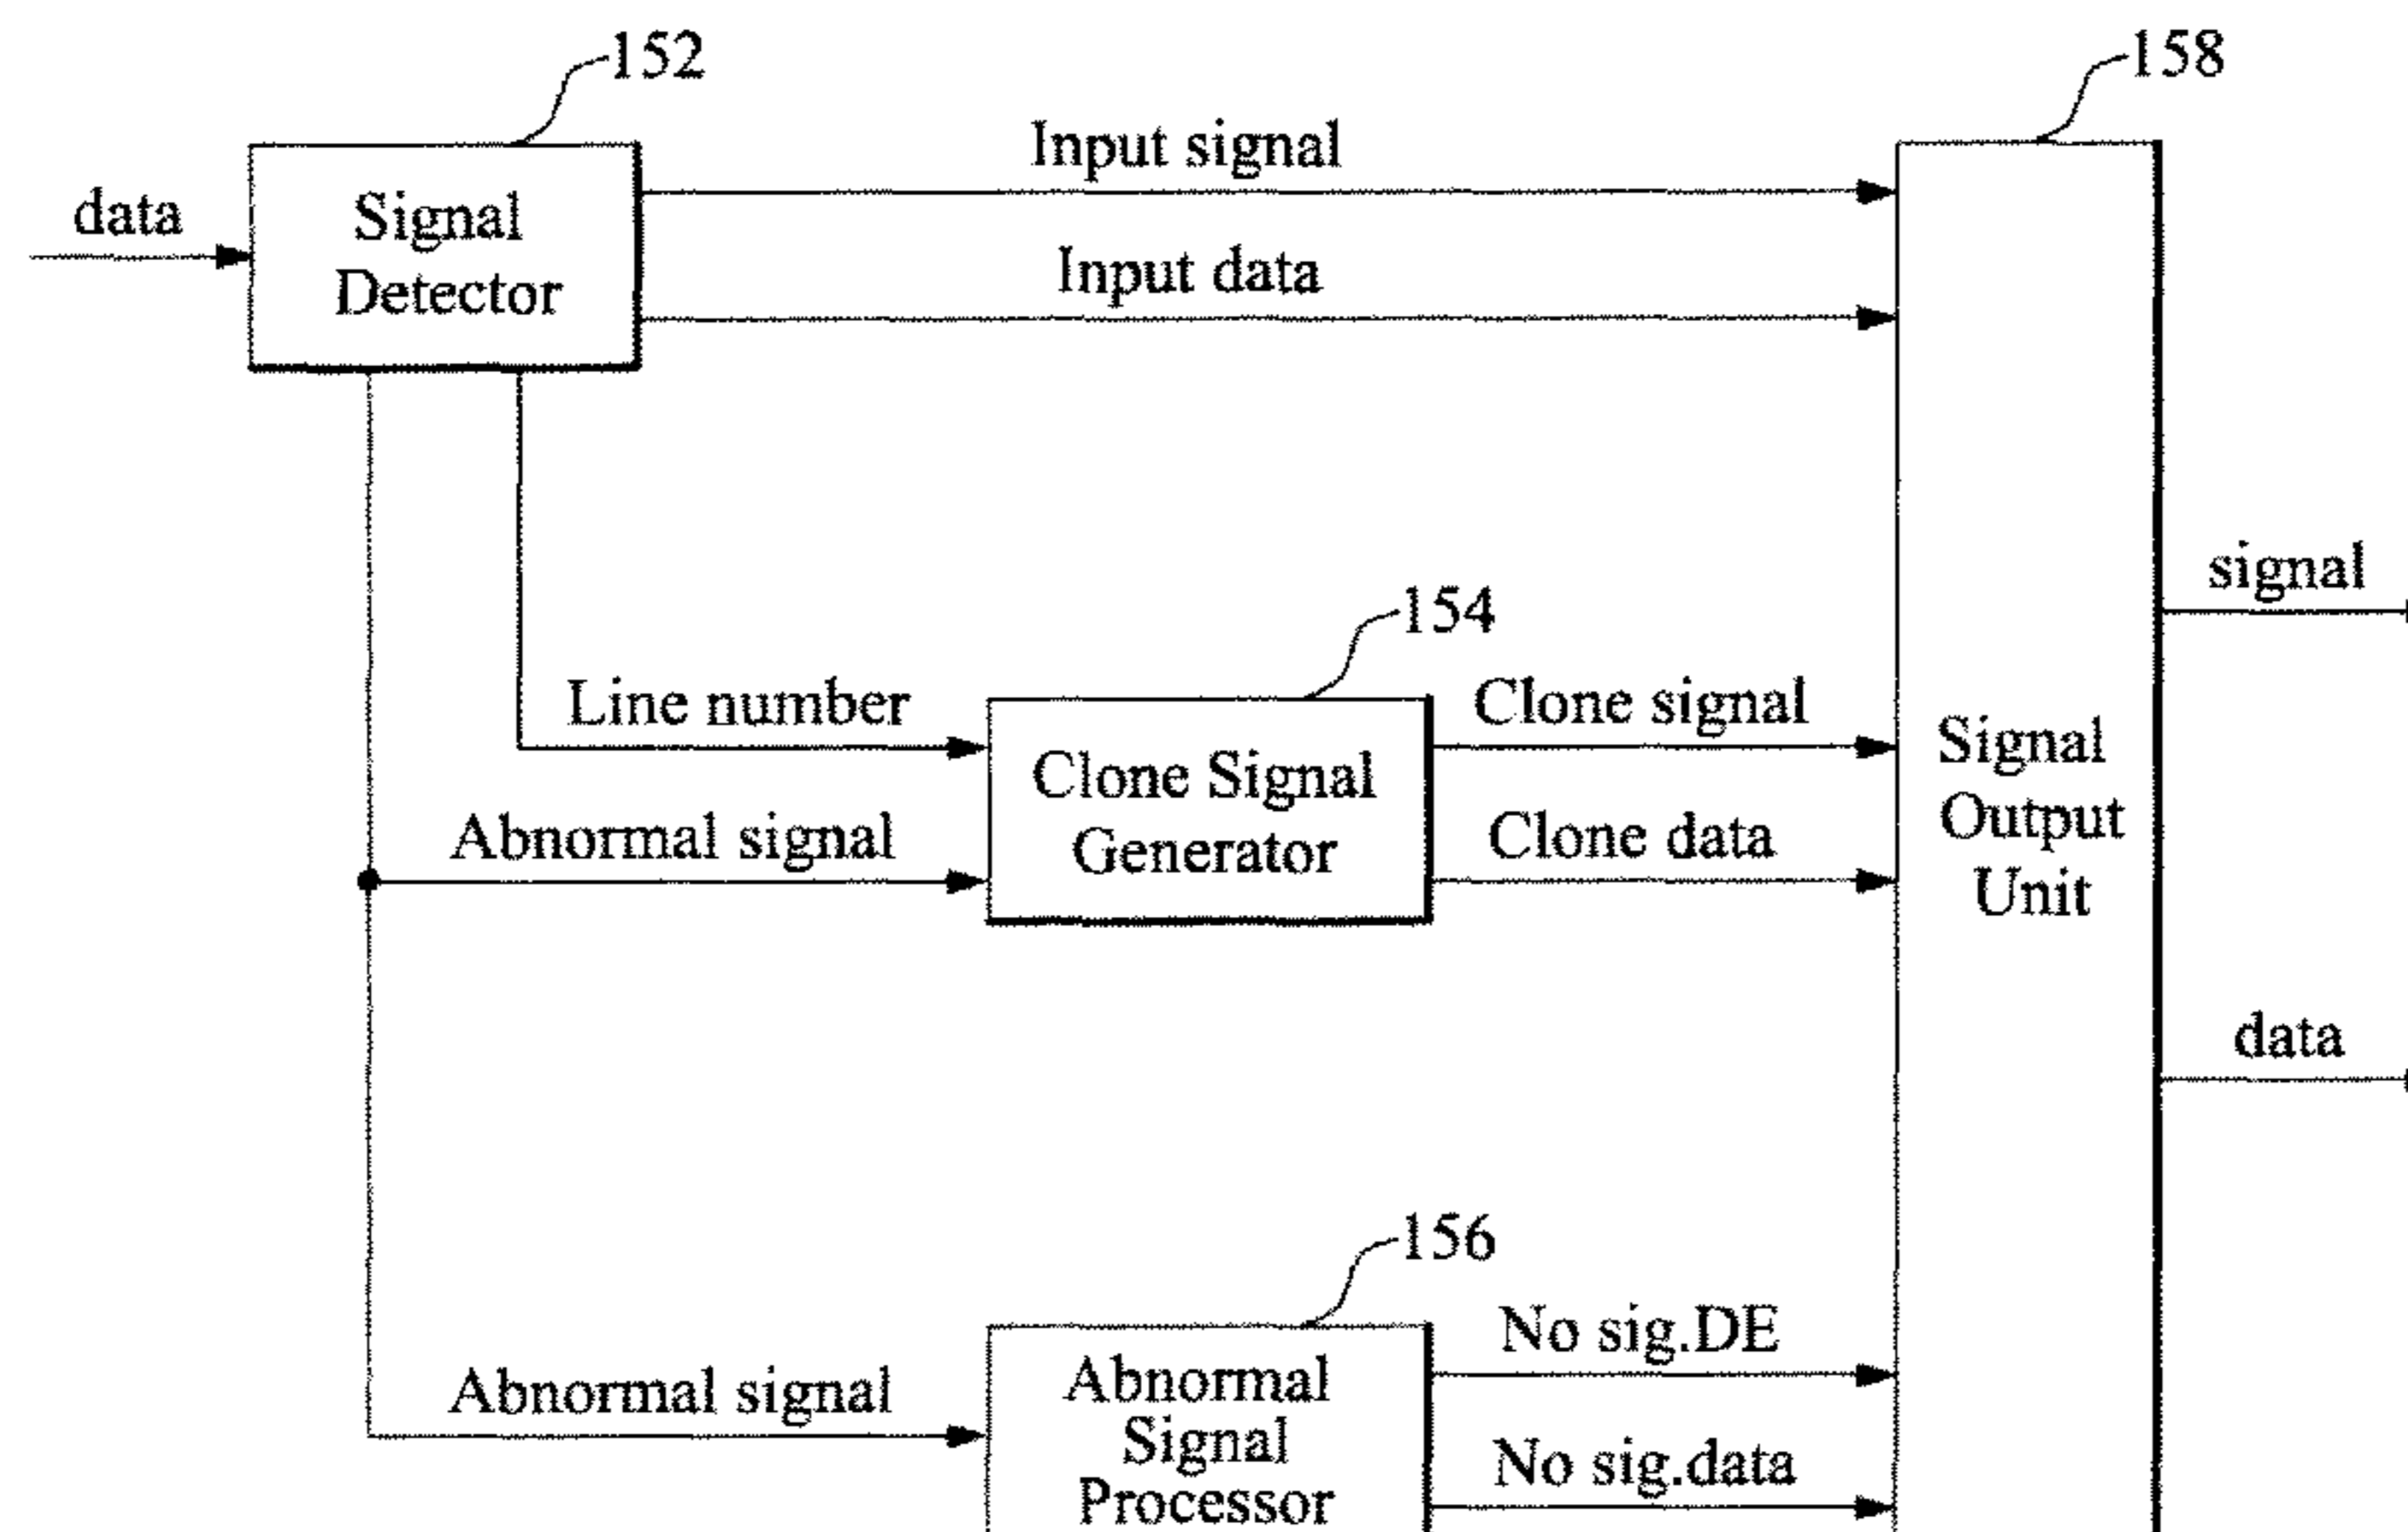 152
158
Input signal
data
Signal
Detector
Input data
signal
154
Line number
Clone signal
Clone Signal
Generator
Signal
Output
Unit
Abnormal signal
Clone data
data
156
No sig.DE
Abnormal signal
Abnormal
Signal
Processor
No sig.data